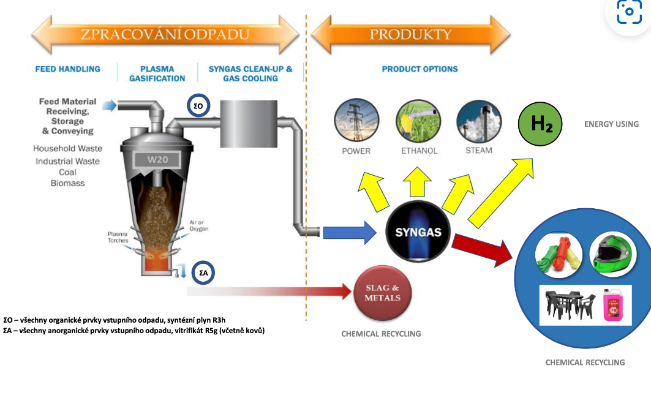 ZPRACOVÁNÍ ODPADU
PRODUKTY
FEED HANDLING
PLASMA
GASIFICATION
SYNGAS CLEAN-UP &
GAS COOLING
PRODUCT OPTIONS
Feed Material
Receiving,
Storage
& Conveying
Household Waste
Industrial Waste
Coal
Biomass
ΣO
W20
Plasma
Torches
Air or
Oxygen
ΣA
POWER
ETHANOL
STEAM
H₂
ENERGY USING
SYNGAS
SLAG &
METALS
CHEMICAL RECYCLING
CHEMICAL RECYCLING
ΣO – všechny organické prvky vstupního odpadu, syntézní plyn R3h
ΣA – všechny anorganické prvky vstupního odpadu, vitrifikát R5g (včetně kovů)